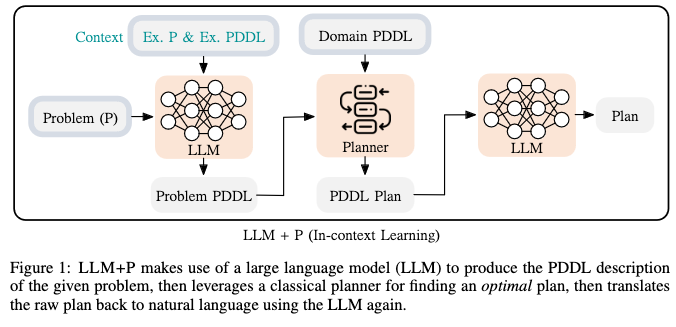 Context
Ex. P & Ex. PDDL
Domain PDDL
Problem (P)
LLM
Planner
LLM
Plan
Problem PDDL
PDDL Plan
LLM + P (In-context Learning)
Figure 1: LLM+P makes use of a large language model (LLM) to produce the PDDL description
of the given problem, then leverages a classical planner for finding an optimal plan, then translates
the raw plan back to natural language using the LLM again.